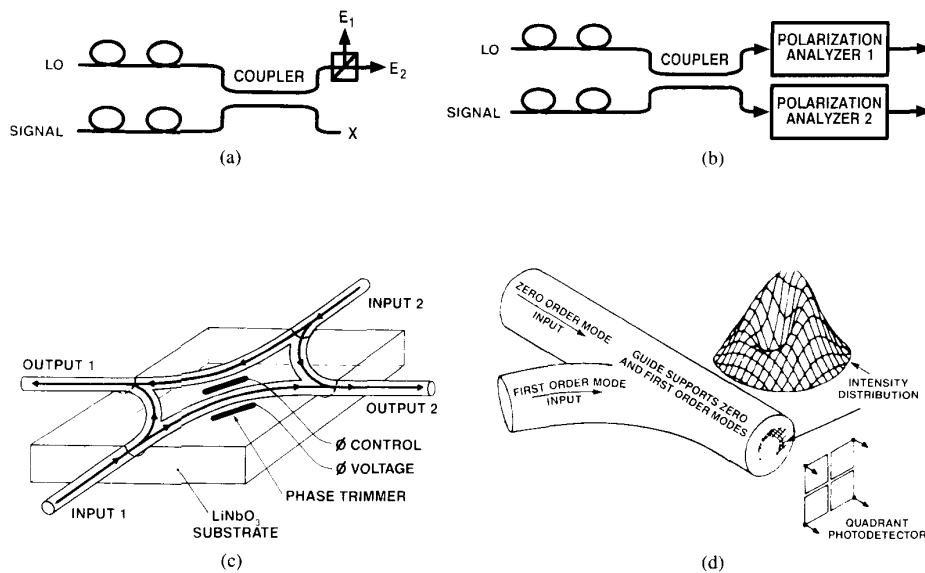 E1
LO
COUPLER
E2
SIGNAL
X
(a)
LO
COUPLER
POLARIZATION
ANALYZER 1
SIGNAL
POLARIZATION
ANALYZER 2
(b)
INPUT 2
OUTPUT 1
OUTPUT 2
Ø CONTROL
Ø VOLTAGE
PHASE TRIMMER
INPUT 1
LiNbO3
SUBSTRATE
(c)
ZERO ORDER MODE
INPUT
GUIDE SUPPORTS ZERO
AND FIRST ORDER MODES
FIRST ORDER MODE
INPUT
INTENSITY
DISTRIBUTION
QUADRANT
PHOTODETECTOR
(d)